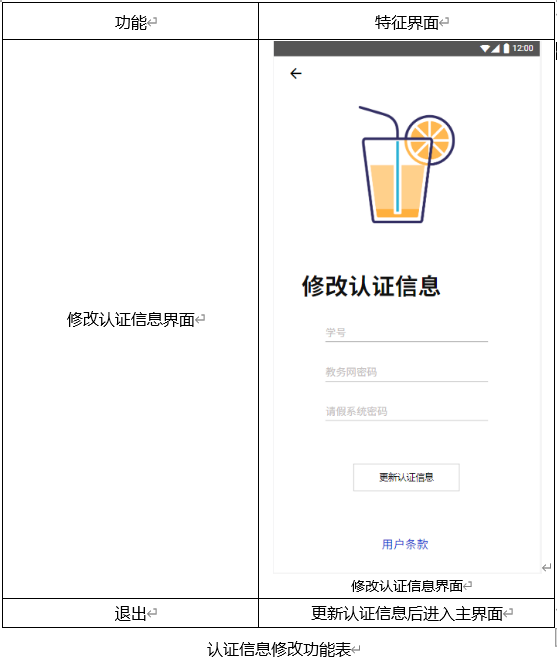 功能
特征界面
修改认证信息界面
12:00
修改认证信息
学号
教务网密码
请假系统密码
更新认证信息
用户条款
修改认证信息界面
退出
更新认证信息后进入主界面
认证信息修改功能表